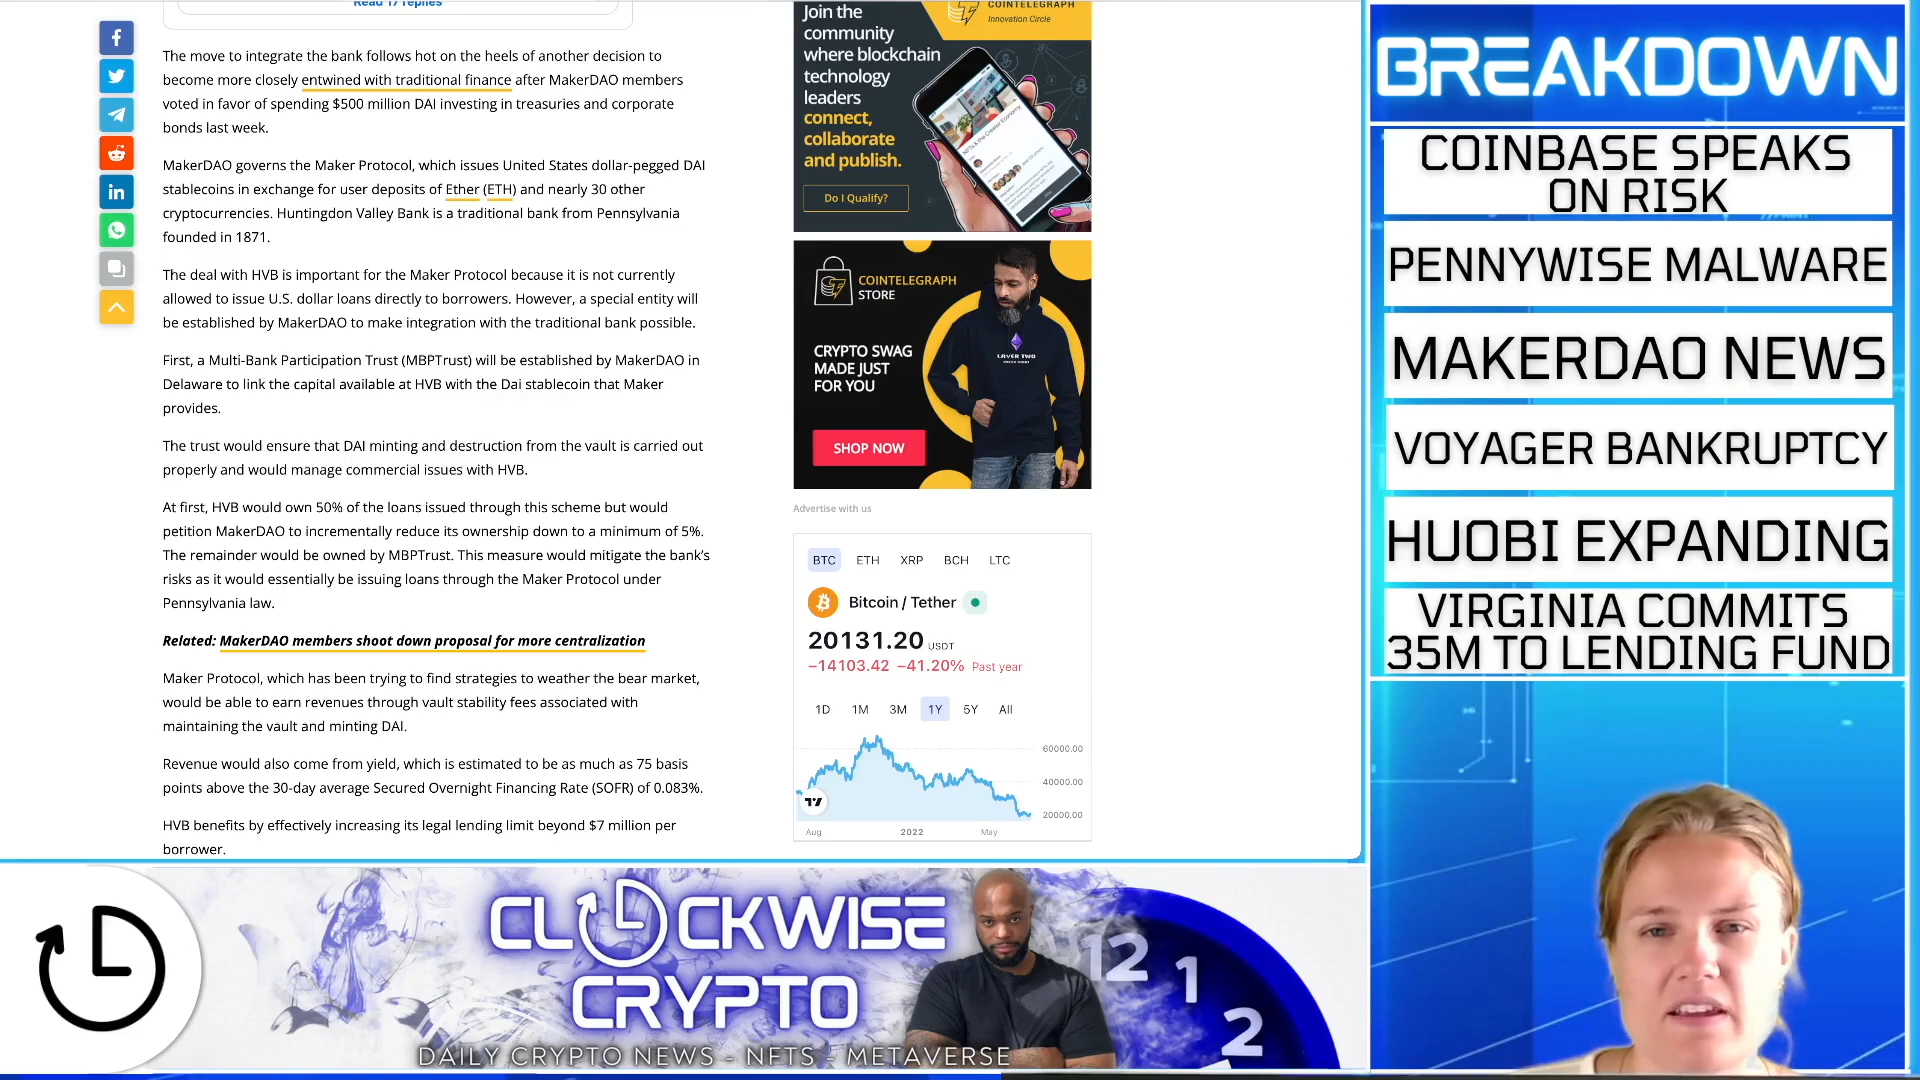 Read 17 replies
The move to integrate the bank follows hot on the heels of another decision to
become more closely entwined with traditional finance after MakerDAO members
voted in favor of spending $500 million DAI investing in treasuries and corporate
bonds last week.
MakerDAO governs the Maker Protocol, which issues United States dollar-pegged DAI
stablecoins in exchange for user deposits of Ether (ETH) and nearly 30 other
cryptocurrencies. Huntingdon Valley Bank is a traditional bank from Pennsylvania
founded in 1871.
The deal with HVB is important for the Maker Protocol because it is not currently
allowed to issue U.S. dollar loans directly to borrowers. However, a special entity will
be established by MakerDAO to make integration with the traditional bank possible.
First, a Multi-Bank Participation Trust (MBPTrust) will be established by MakerDAO in
Delaware to link the capital available at HVB with the Dai stablecoin that Maker
provides.
The trust would ensure that DAI minting and destruction from the vault is carried out
properly and would manage commercial issues with HVB.
At first, HVB would own 50% of the loans issued through this scheme but would
petition MakerDAO to incrementally reduce its ownership down to a minimum of 5%.
The remainder would be owned by MBPTrust. This measure would mitigate the bank's
risks as it would essentially be issuing loans through the Maker Protocol under
Pennsylvania law.
Related: MakerDAO members shoot down proposal for more centralization
Maker Protocol, which has been trying to find strategies to weather the bear market,
would be able to earn revenues through vault stability fees associated with
maintaining the vault and minting DAI.
Revenue would also come from yield, which is estimated to be as much as 75 basis
points above the 30-day average Secured Overnight Financing Rate (SOFR) of 0.083%.
HVB benefits by effectively increasing its legal lending limit beyond $7 million per
borrower.
COINTELEGRAPH
Innovation Circle
Join the
community
where blockchain
technology
leaders
connect,
collaborate
and publish.
Do I Qualify?
COINTELEGRAPH
STORE
CRYPTO SWAG
MADE JUST
FOR YOU
LAYER TWO
SHOP NOW
Advertise with us
BTC ETH XRP BCH LTC
Bitcoin / Tether
20131.20 USDT
−14103.42 −41.20% Past year
1D 1M 3M 1Y 5Y All
60000.00
40000.00
20000.00
Aug 2022 May
BREAKDOWN
COINBASE SPEAKS
ON RISK
PENNYWISE MALWARE
MAKERDAO NEWS
VOYAGER BANKRUPTCY
HUOBI EXPANDING
VIRGINIA COMMITS
35M TO LENDING FUND
CLOCKWISE
CRYPTO
DAILY CRYPTO NEWS - NFTS - METAVERSE
12
1
2